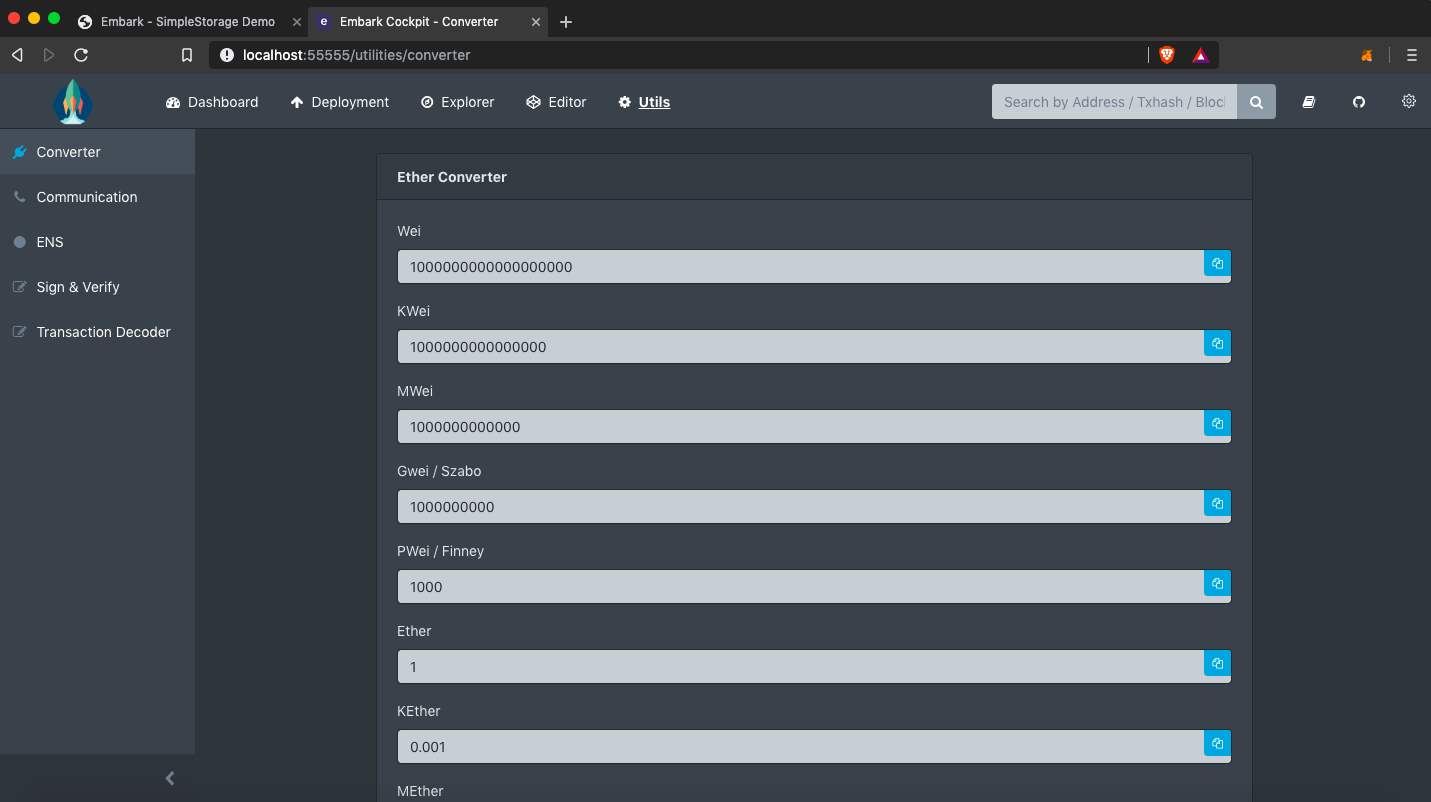 Embark - SimpleStorage Demo
e Embark Cockpit - Converter
localhost:55555/utilities/converter
Dashboard Deployment Explorer Editor Utils
Search by Address / Txhash / Bloc
Converter
Communication
ENS
Sign & Verify
Transaction Decoder
Ether Converter
Wei
1000000000000000000
KWei
1000000000000000
MWei
1000000000000
Gwei / Szabo
1000000000
PWei / Finney
1000
Ether
1
KEther
0.001
MEther